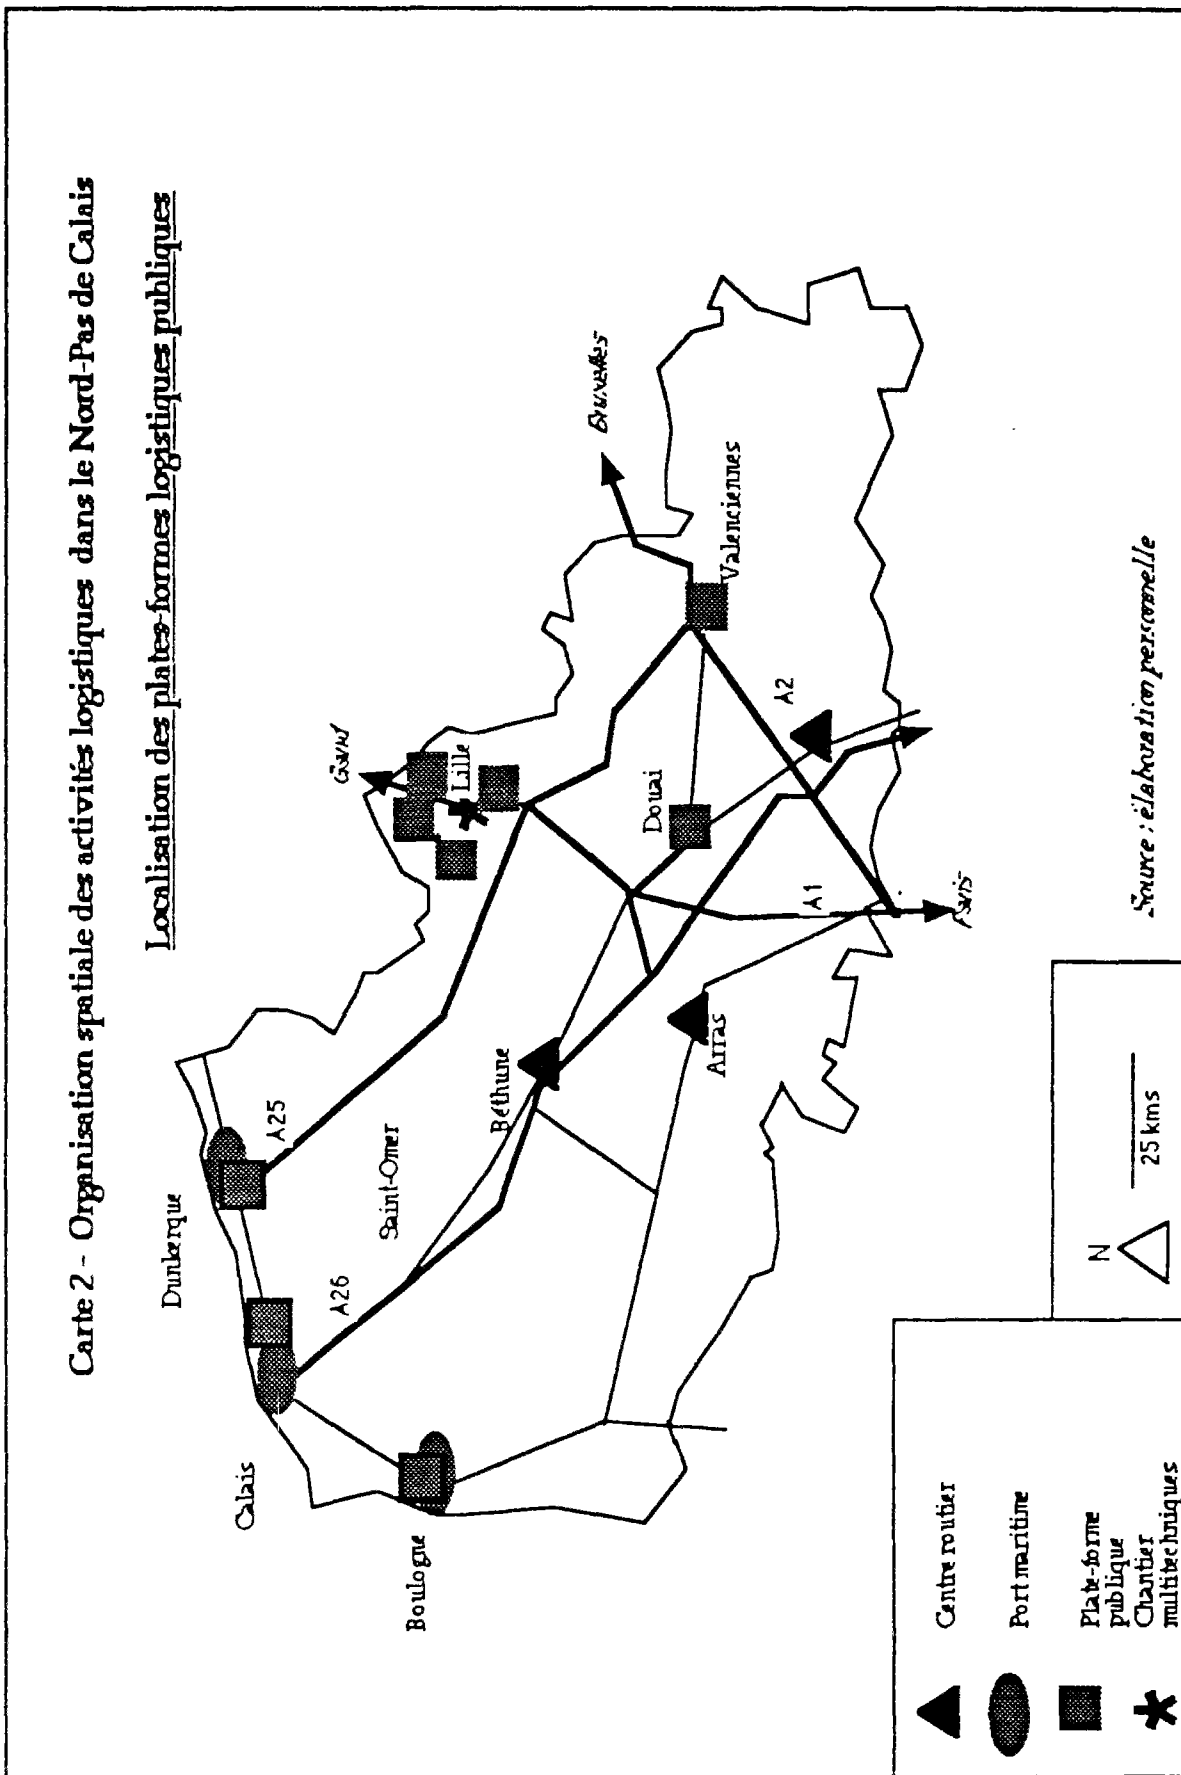 Carte 2 - Organisation spatiale des activités logistiques dans le Nord-Pas de Calais
Localisation des plates-formes logistiques publiques
Dunkerque
Calais
Boulogne
A25
A26
Saint-Omer
Béthune
Arras
Gand
Lille
Douai
Bruxelles
Valenciennes
A2
A1
Paris
Centre routier
Port maritime
Plate-forme
publique
Chantier
multitechniques
N
25 kms
Source : élaboration personnelle